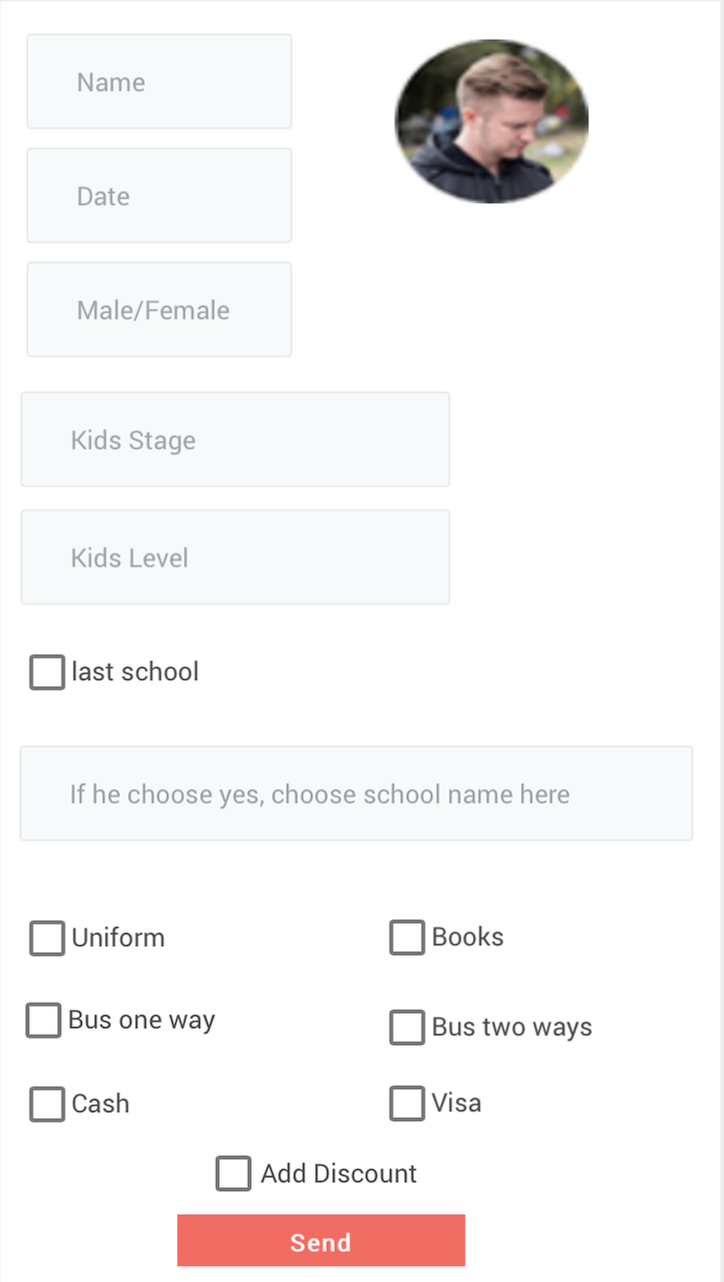 Name
Date
Male/Female
Kids Stage
Kids Level
last school
If he choose yes, choose school name here
Uniform
Books
Bus one way
Bus two ways
Cash
Visa
Add Discount
Send